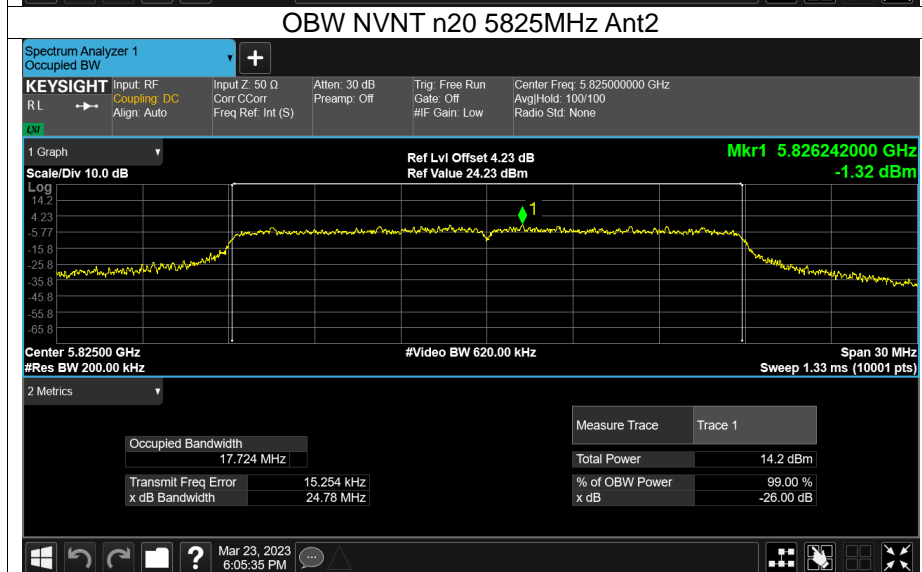 OBW NVNT n20 5825MHz Ant2
Spectrum Analyzer 1
Occupied BW
+
KEYSIGHT Input: RF Input Z: 50 Ω Atten: 30 dB Trig: Free Run Center Freq: 5.825000000 GHz
RL Coupling: DC Corr CCorr Preamp: Off Gate: Off Avg|Hold: 100/100
Align: Auto Freq Ref: Int (S) #IF Gain: Low Radio Std: None
LXI
1 Graph Ref Lvl Offset 4.23 dB Mkr1 5.826242000 GHz
Scale/Div 10.0 dB Ref Value 24.23 dBm -1.32 dBm
Log
14.2
4.23
-5.77
-15.8
-25.8
-35.8
-45.8
-55.8
-65.8
1
Center 5.82500 GHz #Video BW 620.00 kHz Span 30 MHz
#Res BW 200.00 kHz Sweep 1.33 ms (10001 pts)
2 Metrics
Measure Trace Trace 1
Occupied Bandwidth
17.724 MHz Total Power 14.2 dBm
Transmit Freq Error 15.254 kHz % of OBW Power 99.00 %
x dB Bandwidth 24.78 MHz x dB -26.00 dB
? Mar 23, 2023
6:05:35 PM